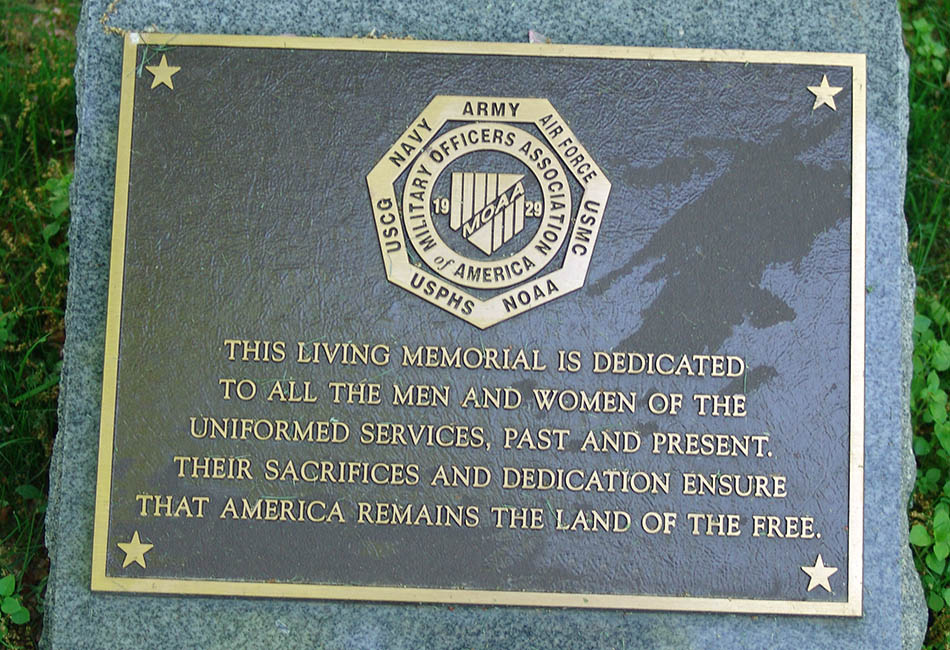 NAVY ARMY AIR FORCE
USCG USMC
USPHS NOAA
MILITARY OFFICERS ASSOCIATION
of AMERICA
19 MOAA 29
THIS LIVING MEMORIAL IS DEDICATED
TO ALL THE MEN AND WOMEN OF THE
UNIFORMED SERVICES, PAST AND PRESENT.
THEIR SACRIFICES AND DEDICATION ENSURE
THAT AMERICA REMAINS THE LAND OF THE FREE.